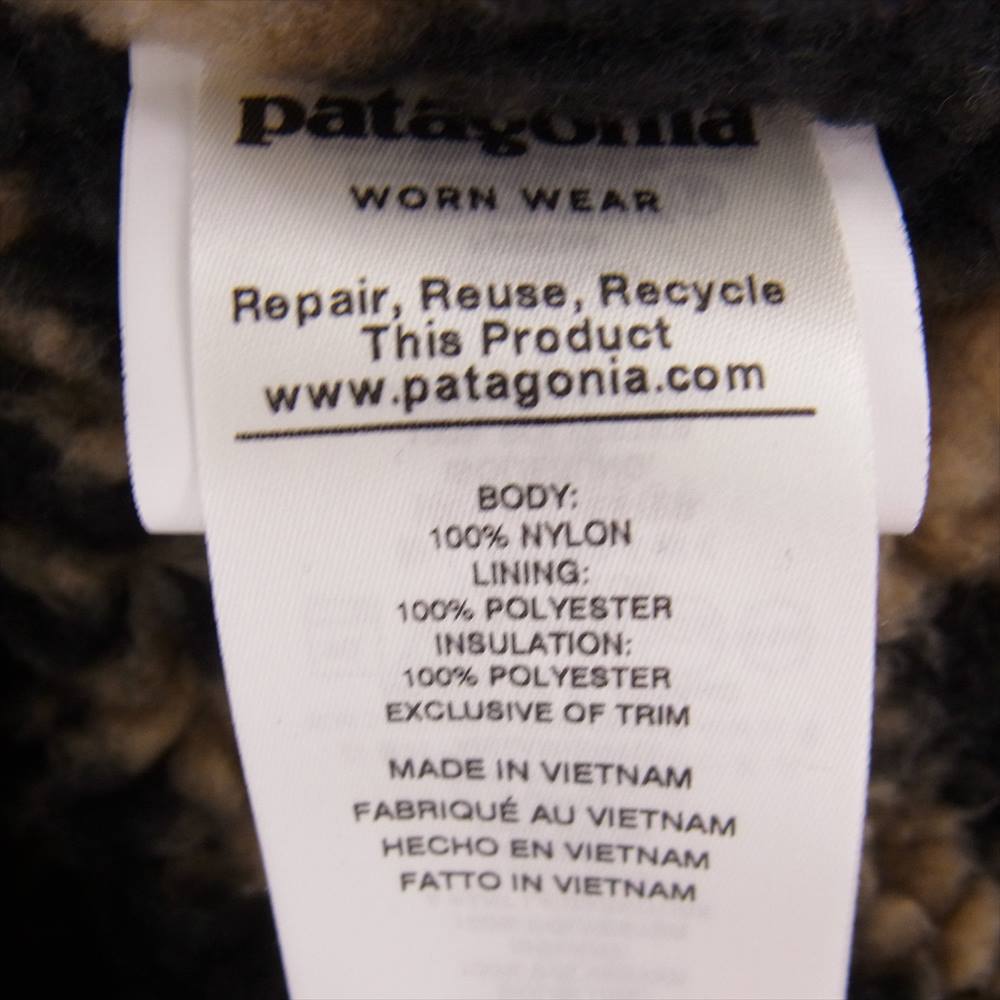 patagonia
WORN WEAR
Repair, Reuse, Recycle
This Product
www.patagonia.com
BODY:
100% NYLON
LINING:
100% POLYESTER
INSULATION:
100% POLYESTER
EXCLUSIVE OF TRIM
MADE IN VIETNAM
FABRIQUÉ AU VIETNAM
HECHO EN VIETNAM
FATTO IN VIETNAM